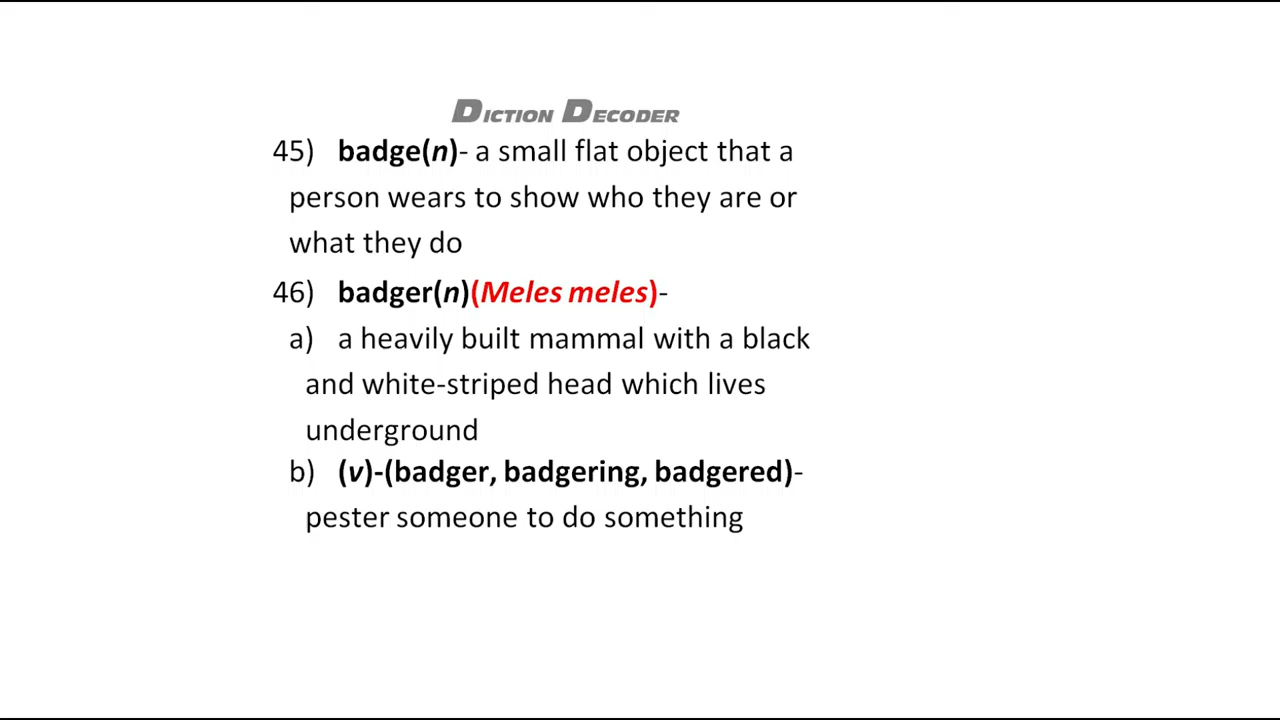 DICTION DECODER
45) badge(n)- a small flat object that a
person wears to show who they are or
what they do
46) badger(n)(Meles meles)-
a) a heavily built mammal with a black
and white-striped head which lives
underground
b) (v)-(badger, badgering, badgered)-
pester someone to do something